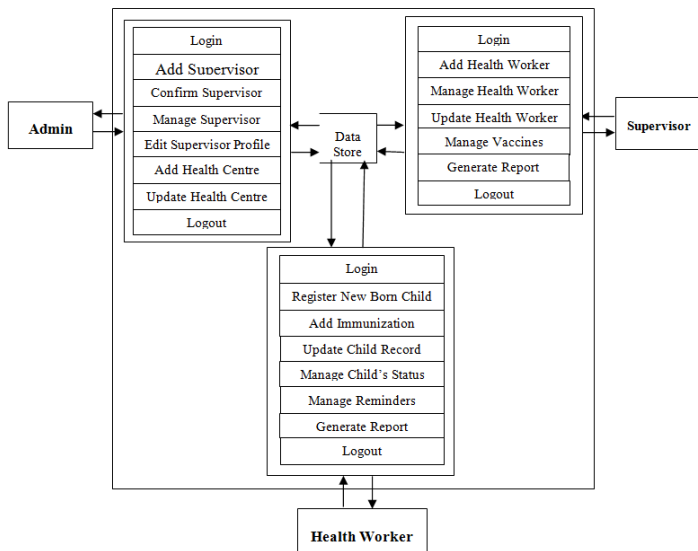 Login
Add Supervisor
Confirm Supervisor
Manage Supervisor
Edit Supervisor Profile
Add Health Centre
Update Health Centre
Logout
Admin
Data
Store
Login
Add Health Worker
Manage Health Worker
Update Health Worker
Manage Vaccines
Generate Report
Logout
Supervisor
Login
Register New Born Child
Add Immunization
Update Child Record
Manage Child's Status
Manage Reminders
Generate Report
Logout
Health Worker